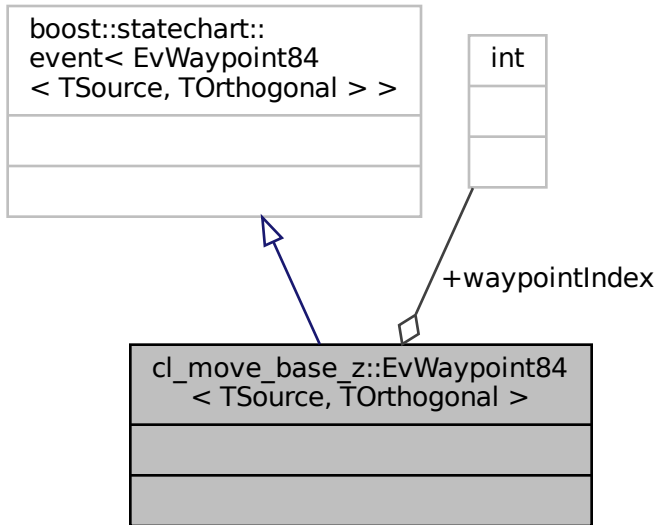 boost::statechart::
event< EvWaypoint84
< TSource, TOrthogonal > >
int
+waypointIndex
cl_move_base_z::EvWaypoint84
< TSource, TOrthogonal >